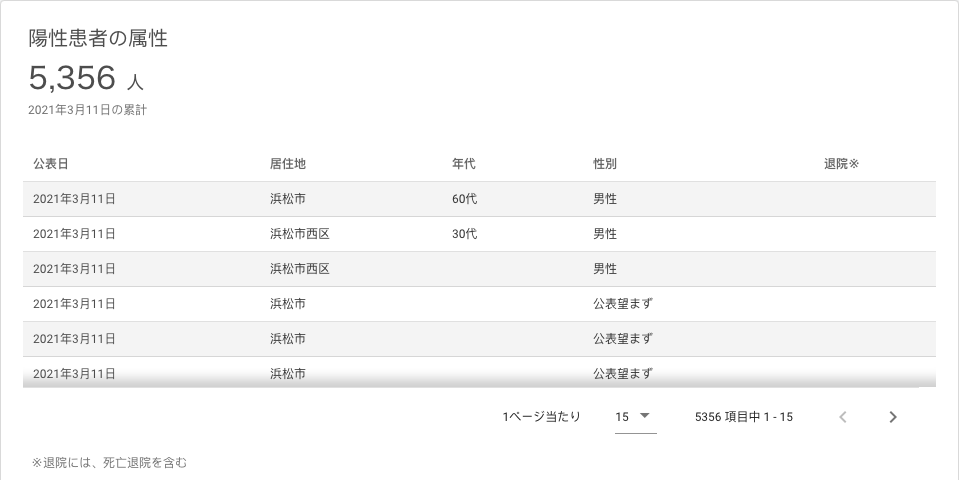 陽性患者の属性
5,356 人
2021年3月11日の累計
公表日 居住地 年代 性別 退院※
2021年3月11日 浜松市 60代 男性
2021年3月11日 浜松市西区 30代 男性
2021年3月11日 浜松市西区 男性
2021年3月11日 浜松市 公表望まず
2021年3月11日 浜松市 公表望まず
2021年3月11日 浜松市 公表望まず
1ページ当たり 15 5356 項目中 1 - 15
※退院には、死亡退院を含む